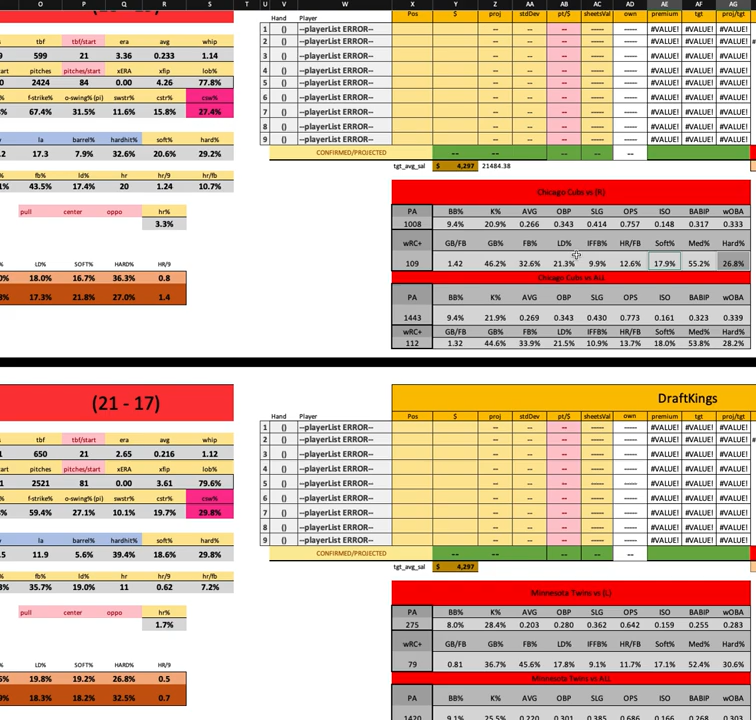 O P Q R S T U V W X Y Z AA AB AC AD AE AF AG
Hand Player Pos $ proj stdDev pt/$ sheetsVal own premium tgt proj/tgt
tbf tbf/start era avg whip
599 21 3.36 0.233 1.14
pitches pitches/start xERA xfip lob%
2424 84 0.00 4.26 77.8%
f-strike% o-swing% (pi) swstr% cstr% csw%
67.4% 31.5% 11.6% 15.8% 27.4%
la barrel% hardhit% soft% hard%
17.3 7.9% 32.6% 20.6% 29.2%
fb% ld% hr hr/9 hr/fb
43.5% 17.4% 20 1.24 10.7%
pull center oppo hr%
3.3%
LD% SOFT% HARD% HR/9
18.0% 16.7% 36.3% 0.8
17.3% 21.8% 27.0% 1.4
1 () --playerList ERROR-- -- -- -- ----- ----- #VALUE! #VALUE! #VALUE!
2 () --playerList ERROR-- -- -- -- ----- ----- #VALUE! #VALUE! #VALUE!
3 () --playerList ERROR-- -- -- -- ----- ----- #VALUE! #VALUE! #VALUE!
4 () --playerList ERROR-- -- -- -- ----- ----- #VALUE! #VALUE! #VALUE!
5 () --playerList ERROR-- -- -- -- ----- ----- #VALUE! #VALUE! #VALUE!
6 () --playerList ERROR-- -- -- -- ----- ----- #VALUE! #VALUE! #VALUE!
7 () --playerList ERROR-- -- -- -- ----- ----- #VALUE! #VALUE! #VALUE!
8 () --playerList ERROR-- -- -- -- ----- ----- #VALUE! #VALUE! #VALUE!
9 () --playerList ERROR-- -- -- -- ----- ----- #VALUE! #VALUE! #VALUE!
CONFIRMED/PROJECTED -- -- -- --
tgt_avg_sal $ 4,297 21484.38
Chicago Cubs vs (R)
PA BB% K% AVG OBP SLG OPS ISO BABIP wOBA
1008 9.4% 20.9% 0.266 0.343 0.414 0.757 0.148 0.317 0.333
wRC+ GB/FB GB% FB% LD% IFFB% HR/FB Soft% Med% Hard%
109 1.42 46.2% 32.6% 21.3% 9.9% 12.6% 17.9% 55.2% 26.8%
Chicago Cubs vs ALL
PA BB% K% AVG OBP SLG OPS ISO BABIP wOBA
1443 9.4% 21.9% 0.269 0.343 0.430 0.773 0.161 0.323 0.339
wRC+ GB/FB GB% FB% LD% IFFB% HR/FB Soft% Med% Hard%
112 1.32 44.6% 33.9% 21.5% 10.9% 13.7% 18.0% 53.8% 28.2%
(21 - 17)
tbf tbf/start era avg whip
650 21 2.65 0.216 1.12
pitches pitches/start xERA xfip lob%
2521 81 0.00 3.61 79.6%
f-strike% o-swing% (pi) swstr% cstr% csw%
59.4% 27.1% 10.1% 19.7% 29.8%
la barrel% hardhit% soft% hard%
11.9 5.6% 39.4% 18.6% 29.8%
fb% ld% hr hr/9 hr/fb
35.7% 19.0% 11 0.62 7.2%
pull center oppo hr%
1.7%
LD% SOFT% HARD% HR/9
19.8% 19.2% 26.8% 0.5
18.3% 18.2% 32.5% 0.7
DraftKings
Hand Player Pos $ proj stdDev pt/$ sheetsVal own premium tgt proj/tgt
1 () --playerList ERROR-- -- -- -- ----- ----- #VALUE! #VALUE! #VALUE!
2 () --playerList ERROR-- -- -- -- ----- ----- #VALUE! #VALUE! #VALUE!
3 () --playerList ERROR-- -- -- -- ----- ----- #VALUE! #VALUE! #VALUE!
4 () --playerList ERROR-- -- -- -- ----- ----- #VALUE! #VALUE! #VALUE!
5 () --playerList ERROR-- -- -- -- ----- ----- #VALUE! #VALUE! #VALUE!
6 () --playerList ERROR-- -- -- -- ----- ----- #VALUE! #VALUE! #VALUE!
7 () --playerList ERROR-- -- -- -- ----- ----- #VALUE! #VALUE! #VALUE!
8 () --playerList ERROR-- -- -- -- ----- ----- #VALUE! #VALUE! #VALUE!
9 () --playerList ERROR-- -- -- -- ----- ----- #VALUE! #VALUE! #VALUE!
CONFIRMED/PROJECTED -- -- -- --
tgt_avg_sal $ 4,297
Minnesota Twins vs (L)
PA BB% K% AVG OBP SLG OPS ISO BABIP wOBA
275 8.0% 28.4% 0.203 0.280 0.362 0.642 0.159 0.255 0.283
wRC+ GB/FB GB% FB% LD% IFFB% HR/FB Soft% Med% Hard%
79 0.81 36.7% 45.6% 17.8% 9.1% 11.7% 17.1% 52.4% 30.6%
Minnesota Twins vs ALL
PA BB% K% AVG OBP SLG OPS ISO BABIP wOBA
1420 9.1% 25.5% 0.220 0.301 0.385 0.686 0.166 0.268 0.303